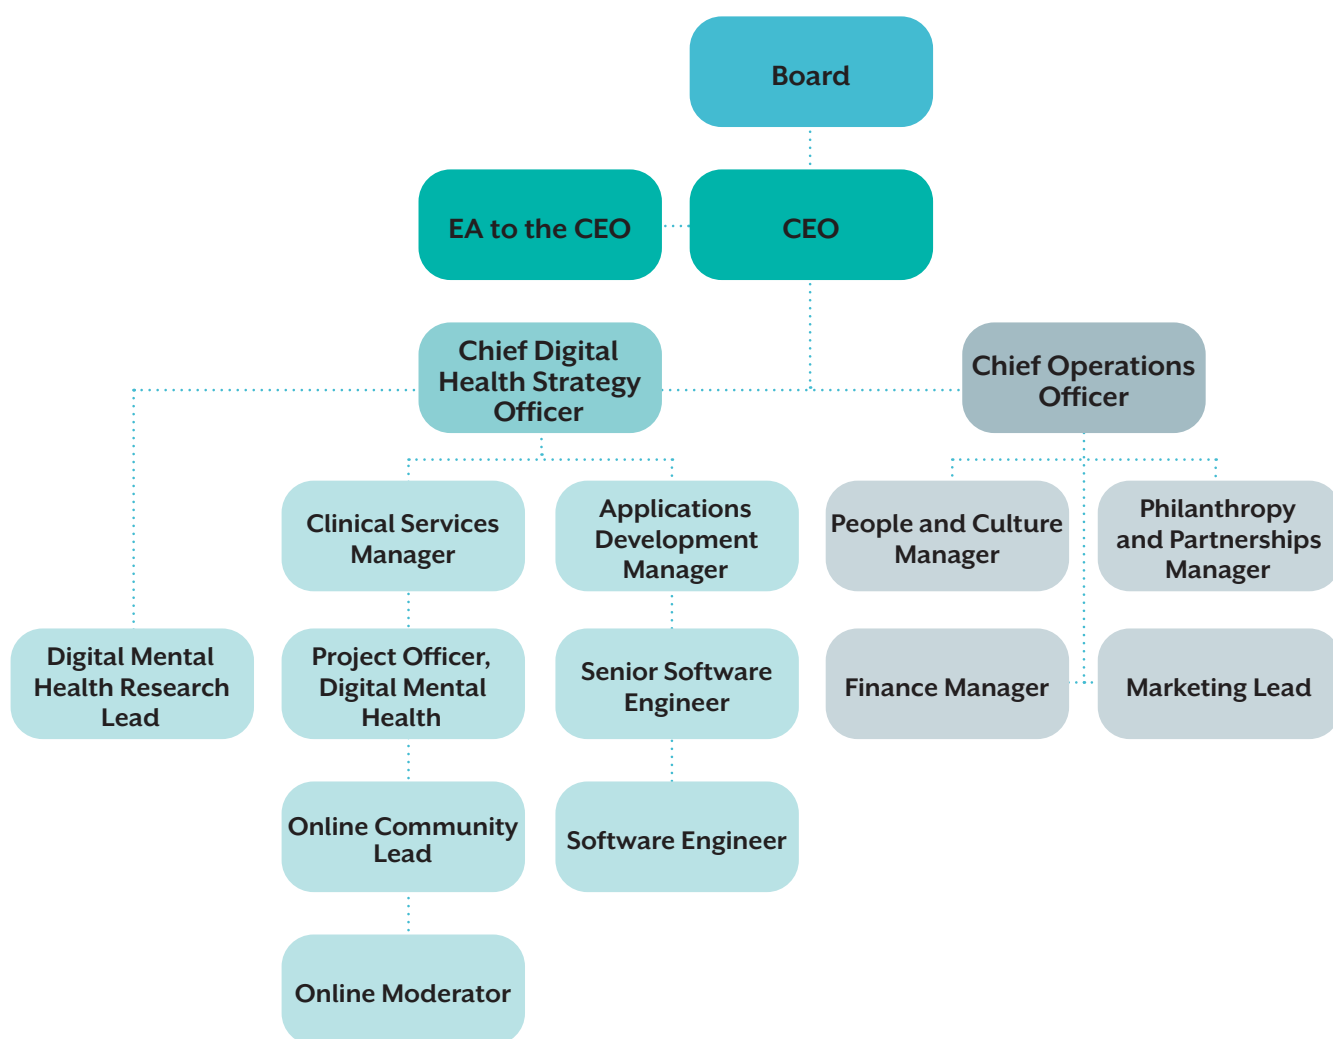 Board
EA to the CEO
CEO
Chief Digital
Health Strategy
Officer
Chief Operations
Officer
Clinical Services
Manager
Applications
Development
Manager
People and Culture
Manager
Philanthropy
and Partnerships
Manager
Digital Mental
Health Research
Lead
Project Officer,
Digital Mental
Health
Senior Software
Engineer
Finance Manager
Marketing Lead
Online Community
Lead
Software Engineer
Online Moderator